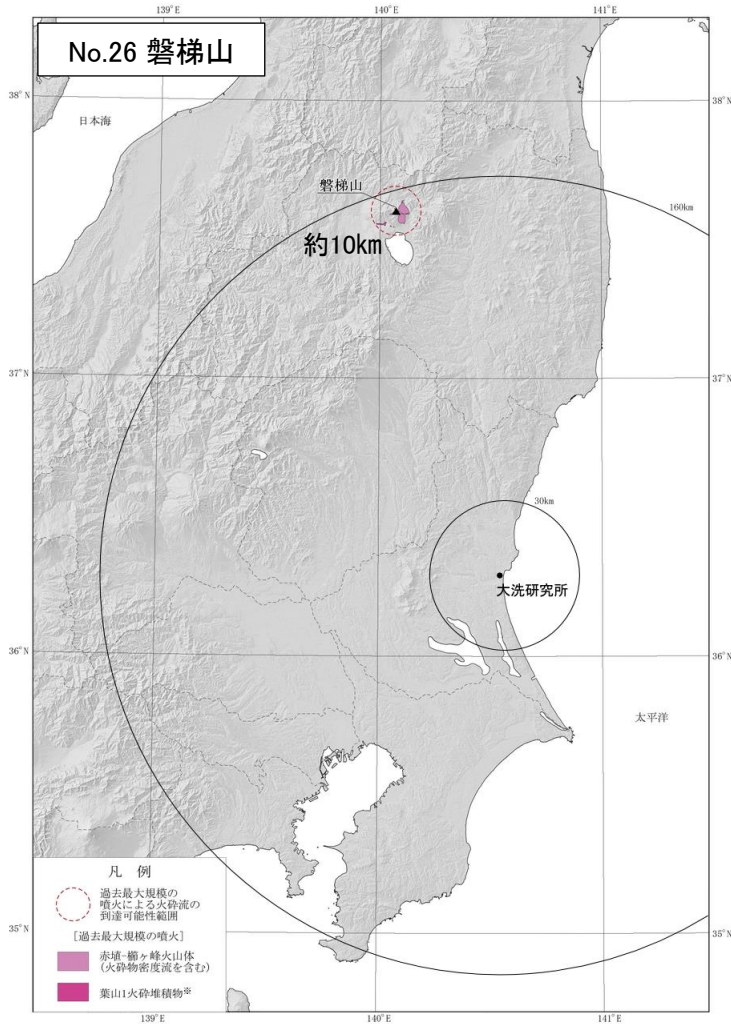 139°E
140°E
141°E
No.26 磐梯山
38°N
38°N
日本海
磐梯山
160km
約10km
37°N
37°N
30km
大洗研究所
36°N
36°N
太平洋
凡 例
過去最大規模の
噴火による火砕流の
到達可能性範囲
[過去最大規模の噴火]
赤埴-櫛ヶ峰火山体
(火砕物密度流を含む)
葉山1火砕堆積物※
35°N
35°N
139°E
140°E
141°E